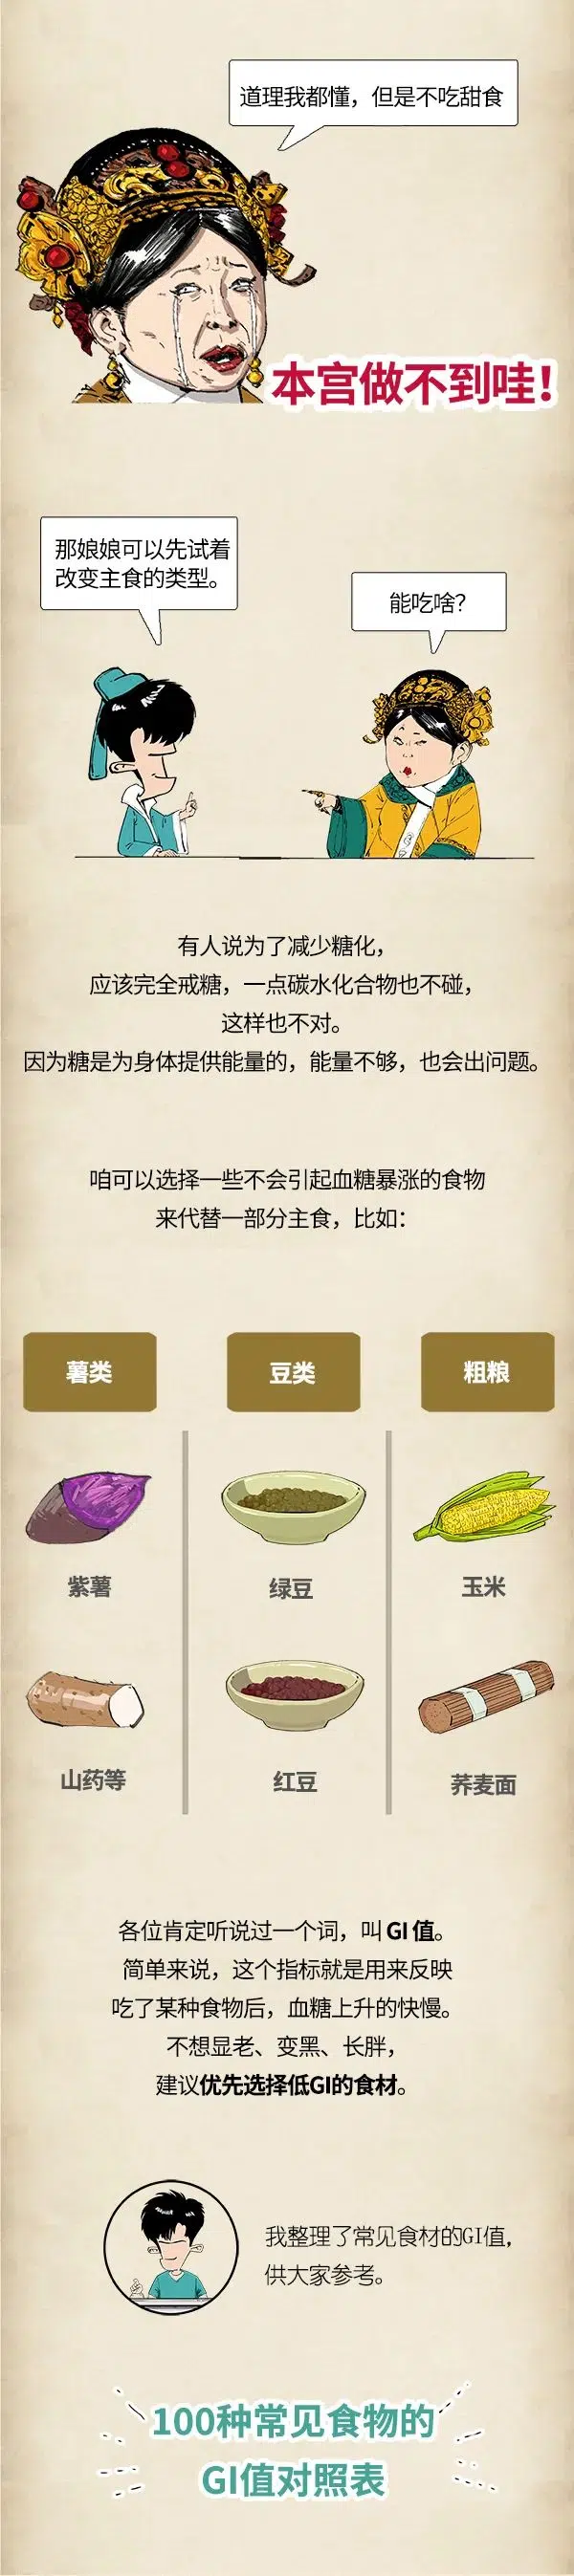 道理我都懂，但是不吃甜食
本宫做不到哇！
那娘娘可以先试着
改变主食的类型。
能吃啥？
有人说为了减少糖化，
应该完全戒糖，一点碳水化合物也不碰，
这样也不对。
因为糖是为身体提供能量的，能量不够，也会出问题。
咱可以选择一些不会引起血糖暴涨的食物
来代替一部分主食，比如：
薯类
豆类
粗粮
紫薯
绿豆
玉米
山药等
红豆
荞麦面
各位肯定听说过一个词，叫 GI 值。
简单来说，这个指标就是用来反映
吃了某种食物后，血糖上升的快慢。
不想显老、变黑、长胖，
建议优先选择低GI的食材。
我整理了常见食材的GI值，
供大家参考。
100种常见食物的
GI值对照表